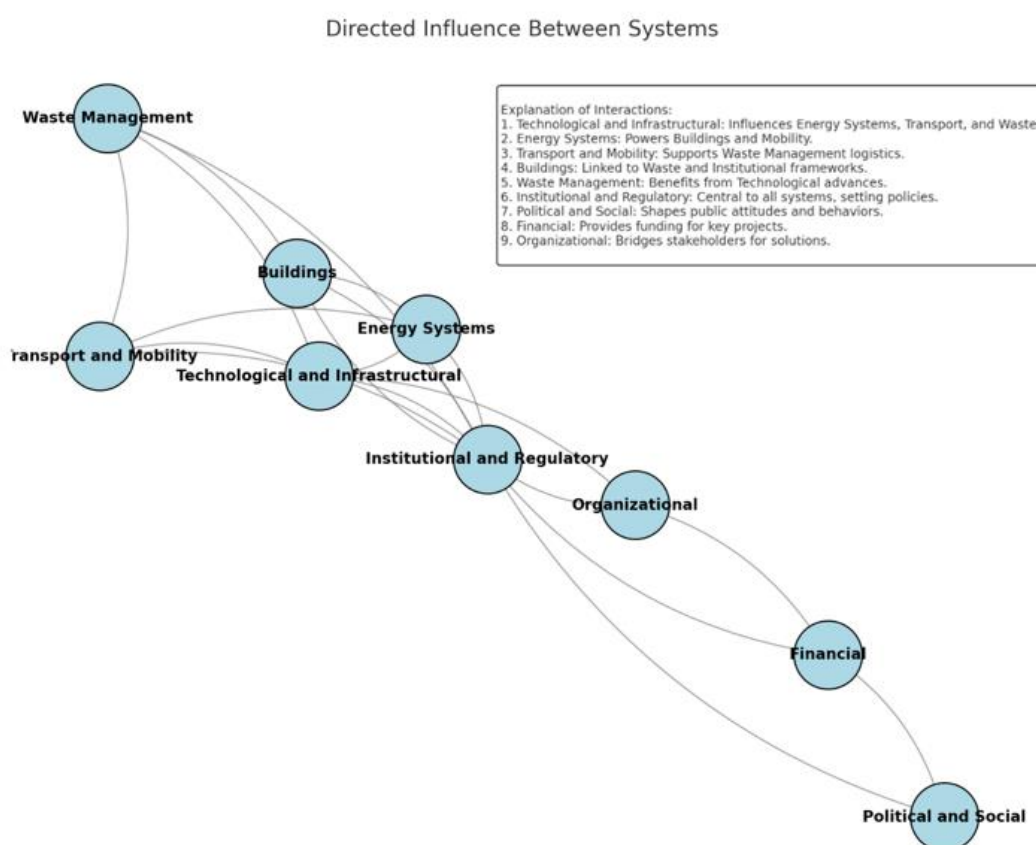 Directed Influence Between Systems
Explanation of Interactions:
1. Technological and Infrastructural: Influences Energy Systems, Transport, and Waste
2. Energy Systems: Powers Buildings and Mobility.
3. Transport and Mobility: Supports Waste Management logistics.
4. Buildings: Linked to Waste and Institutional frameworks.
5. Waste Management: Benefits from Technological advances.
6. Institutional and Regulatory: Central to all systems, setting policies.
7. Political and Social: Shapes public attitudes and behaviors.
8. Financial: Provides funding for key projects.
9. Organizational: Bridges stakeholders for solutions.
Waste Management
Buildings
Energy Systems
ransport and Mobility
Technological and Infrastructural
Institutional and Regulatory
Organizational
Financial
Political and Social